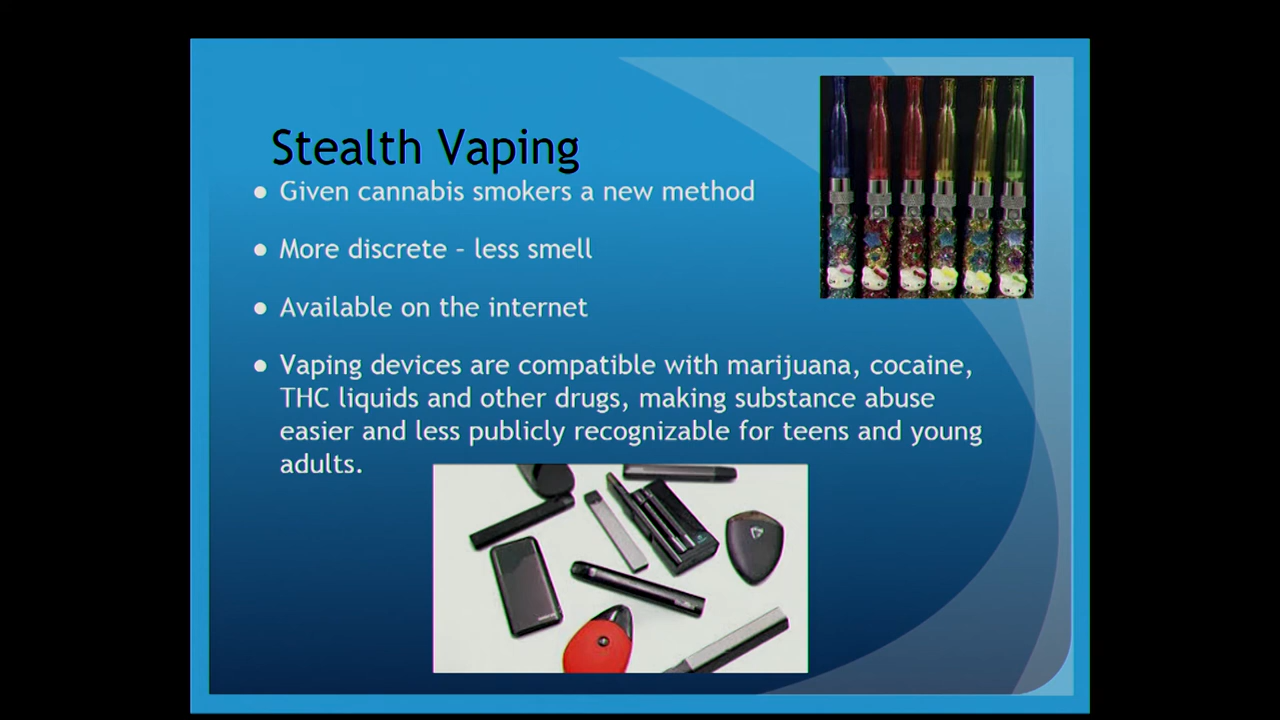 Stealth Vaping
● Given cannabis smokers a new method
● More discrete – less smell
● Available on the internet
● Vaping devices are compatible with marijuana, cocaine,
THC liquids and other drugs, making substance abuse
easier and less publicly recognizable for teens and young
adults.